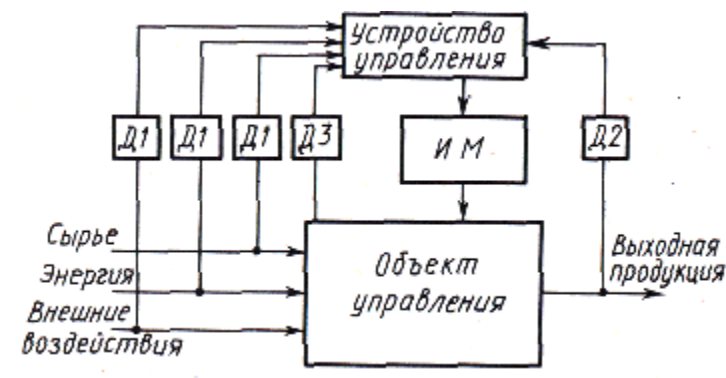 Устройство
управления
Д1
Д1
Д1
Д3
И М
Д2
Сырье
Энергия
Внешние
воздействия
Объект
управления
Выходная
продукция